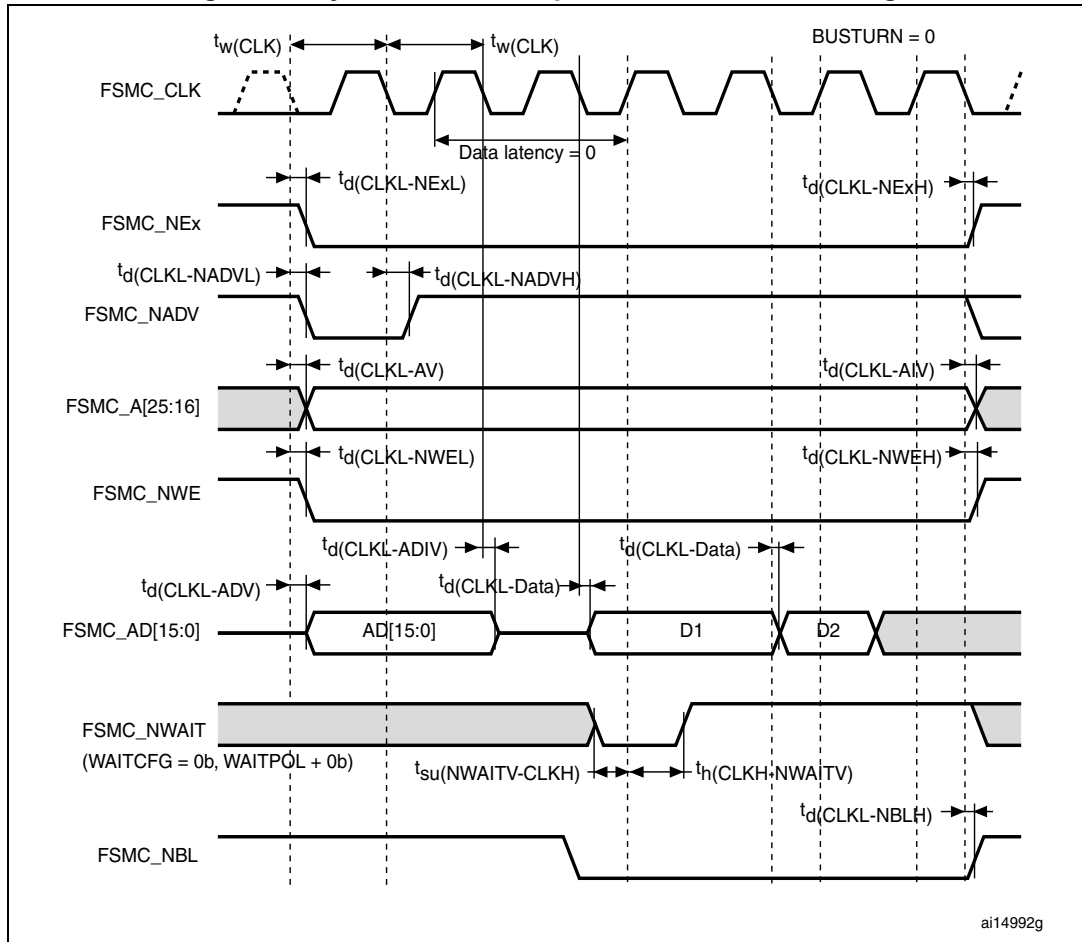 tw(CLK) tw(CLK) BUSTURN = 0
FSMC_CLK
Data latency = 0
td(CLKL-NExL) td(CLKL-NExH)
FSMC_NEx
td(CLKL-NADVL) td(CLKL-NADVH)
FSMC_NADV
td(CLKL-AV) td(CLKL-AIV)
FSMC_A[25:16]
td(CLKL-NWEL) td(CLKL-NWEH)
FSMC_NWE
td(CLKL-ADIV) td(CLKL-Data)
td(CLKL-ADV) td(CLKL-Data)
FSMC_AD[15:0] AD[15:0] D1 D2
FSMC_NWAIT
(WAITCFG = 0b, WAITPOL + 0b)
tsu(NWAITV-CLKH) th(CLKH-NWAITV)
td(CLKL-NBLH)
FSMC_NBL
ai14992g